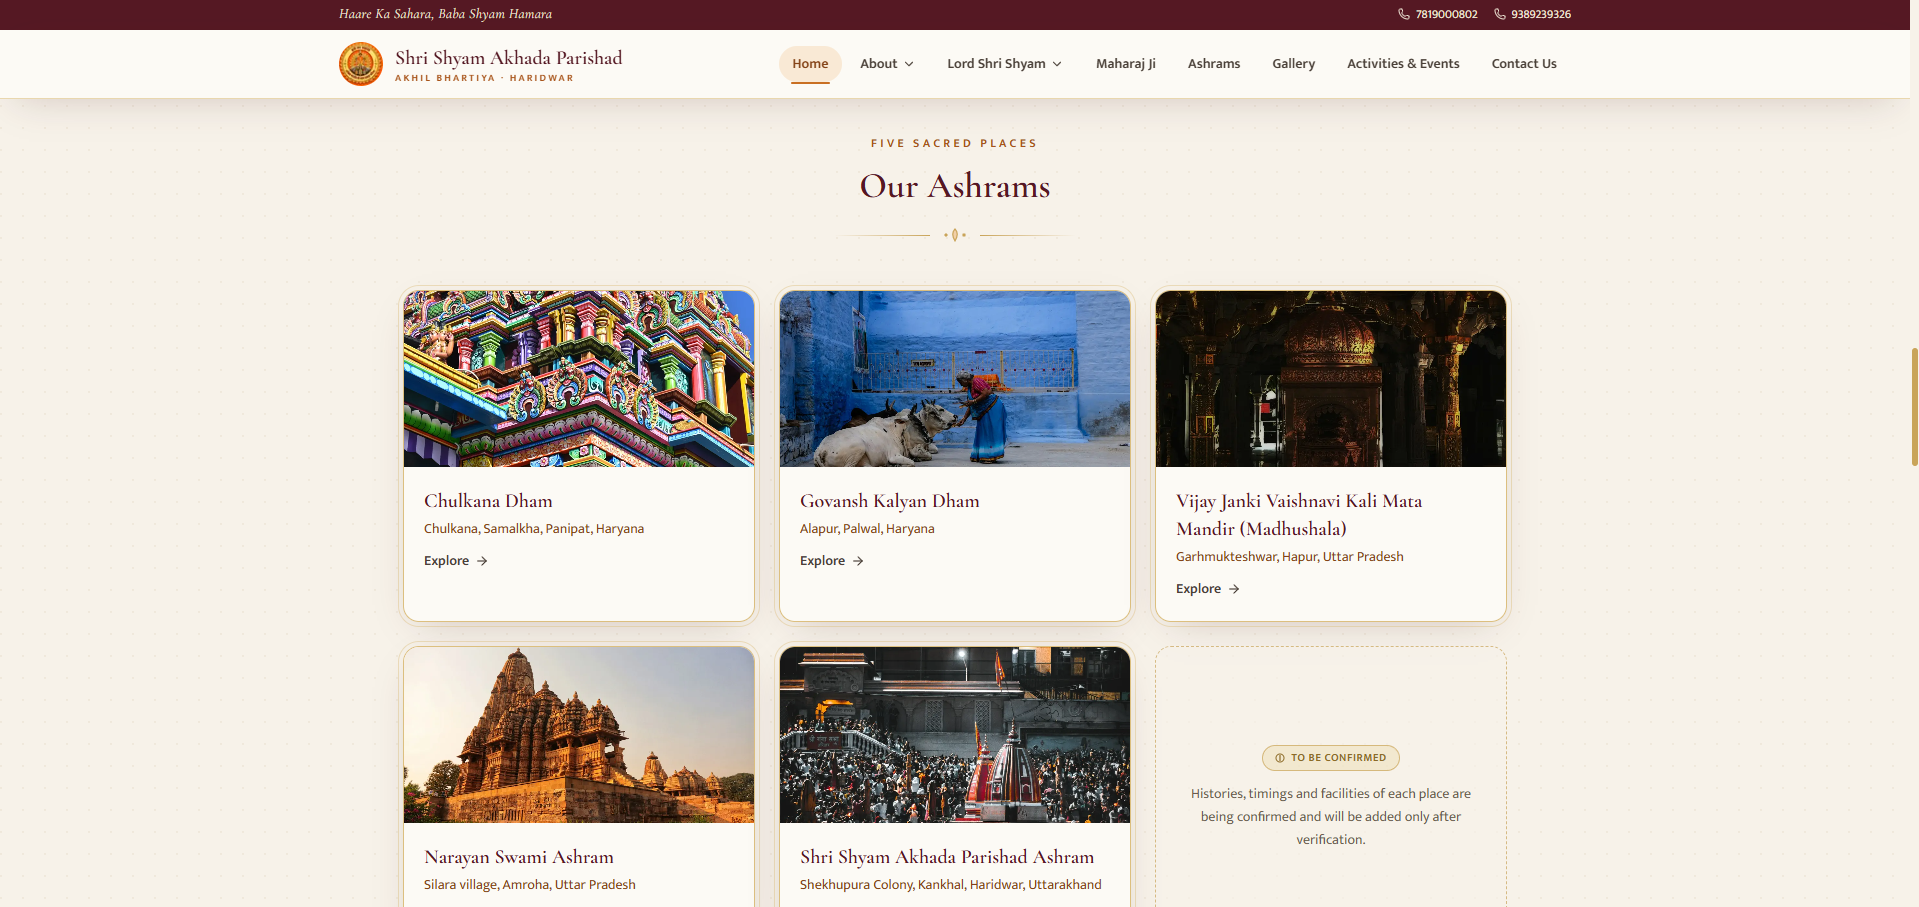 Haare Ka Sahara, Baba Shyam Hamara
7819000802
9389239326
Shri Shyam Akhada Parishad
AKHIL BHARTIYA · HARIDWAR
Home
About
Lord Shri Shyam
Maharaj Ji
Ashrams
Gallery
Activities & Events
Contact Us
FIVE SACRED PLACES
Our Ashrams
Chulkana Dham
Chulkana, Samalkha, Panipat, Haryana
Explore
Govansh Kalyan Dham
Alapur, Palwal, Haryana
Explore
Vijay Janki Vaishnavi Kali Mata
Mandir (Madhushala)
Garhmukteshwar, Hapur, Uttar Pradesh
Explore
Narayan Swami Ashram
Silara village, Amroha, Uttar Pradesh
Shri Shyam Akhada Parishad Ashram
Shekhupura Colony, Kankhal, Haridwar, Uttarakhand
TO BE CONFIRMED
Histories, timings and facilities of each place are
being confirmed and will be added only after
verification.